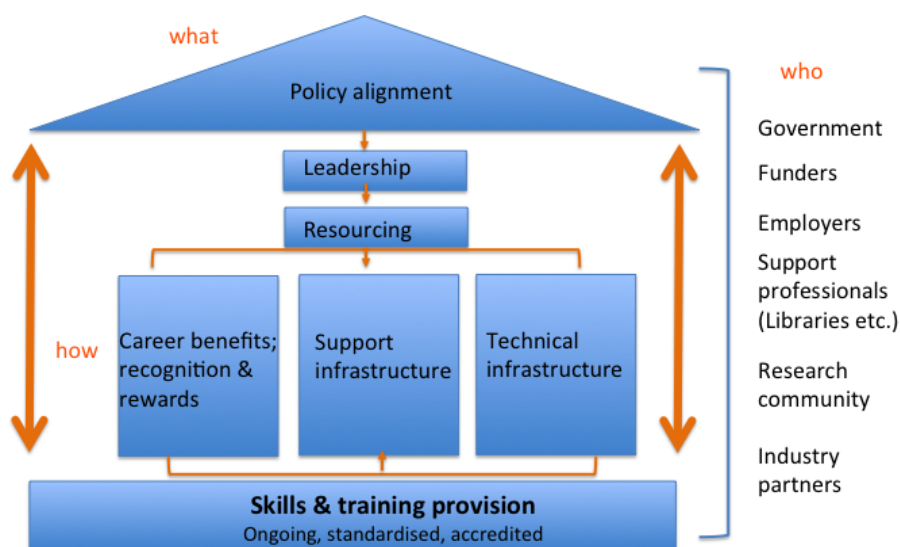 what
Policy alignment
Leadership
Resourcing
how
Career benefits;
recognition &
rewards
Support
infrastructure
Technical
infrastructure
Skills & training provision
Ongoing, standardised, accredited
who
Government
Funders
Employers
Support
professionals
(Libraries etc.)
Research
community
Industry
partners